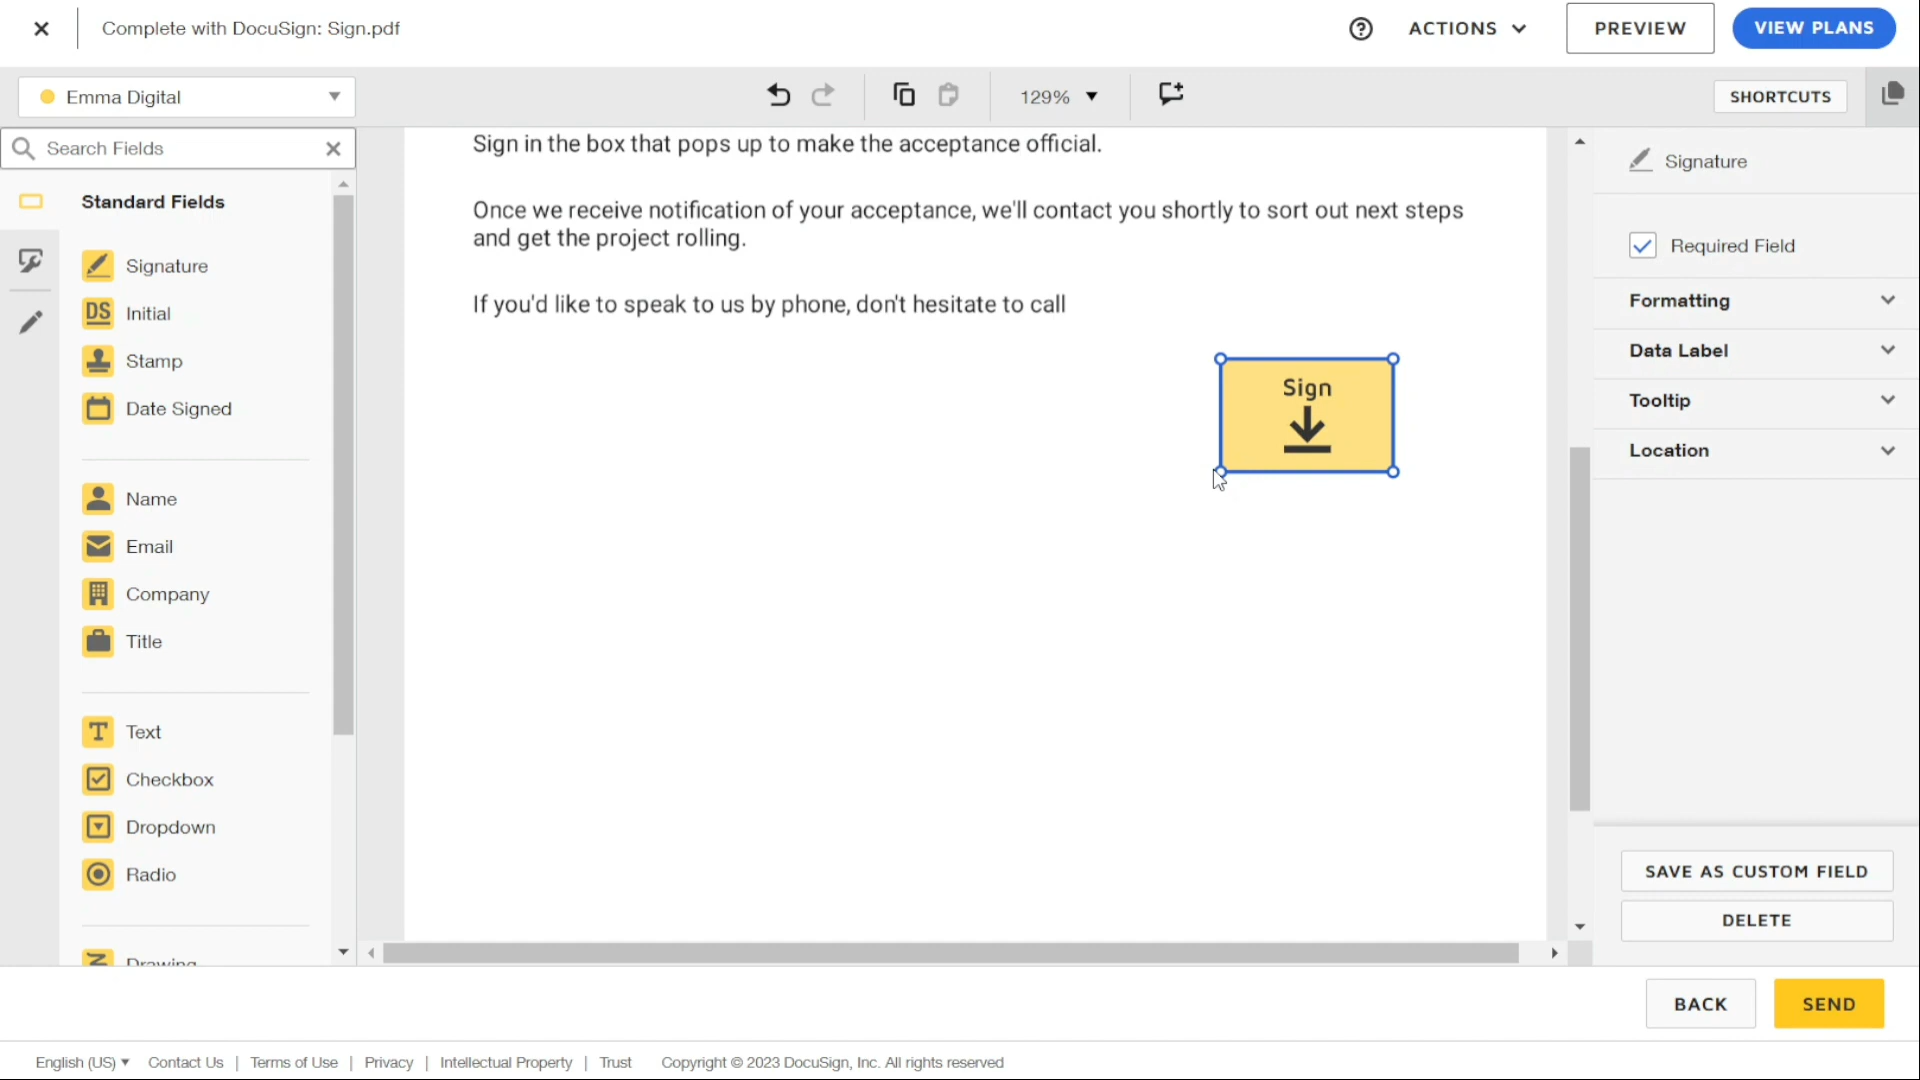 Complete with DocuSign: Sign.pdf
ACTIONS
PREVIEW
VIEW PLANS
Emma Digital
129%
SHORTCUTS
Search Fields
Standard Fields
Signature
DS Initial
Stamp
Date Signed
Name
Email
Company
Title
T Text
Checkbox
Dropdown
Radio
Drawing
Sign in the box that pops up to make the acceptance official.
Once we receive notification of your acceptance, we'll contact you shortly to sort out next steps
and get the project rolling.
If you'd like to speak to us by phone, don't hesitate to call
Sign
Signature
Required Field
Formatting
Data Label
Tooltip
Location
SAVE AS CUSTOM FIELD
DELETE
BACK
SEND
English (US) ▼ Contact Us | Terms of Use | Privacy | Intellectual Property | Trust Copyright © 2023 DocuSign, Inc. All rights reserved